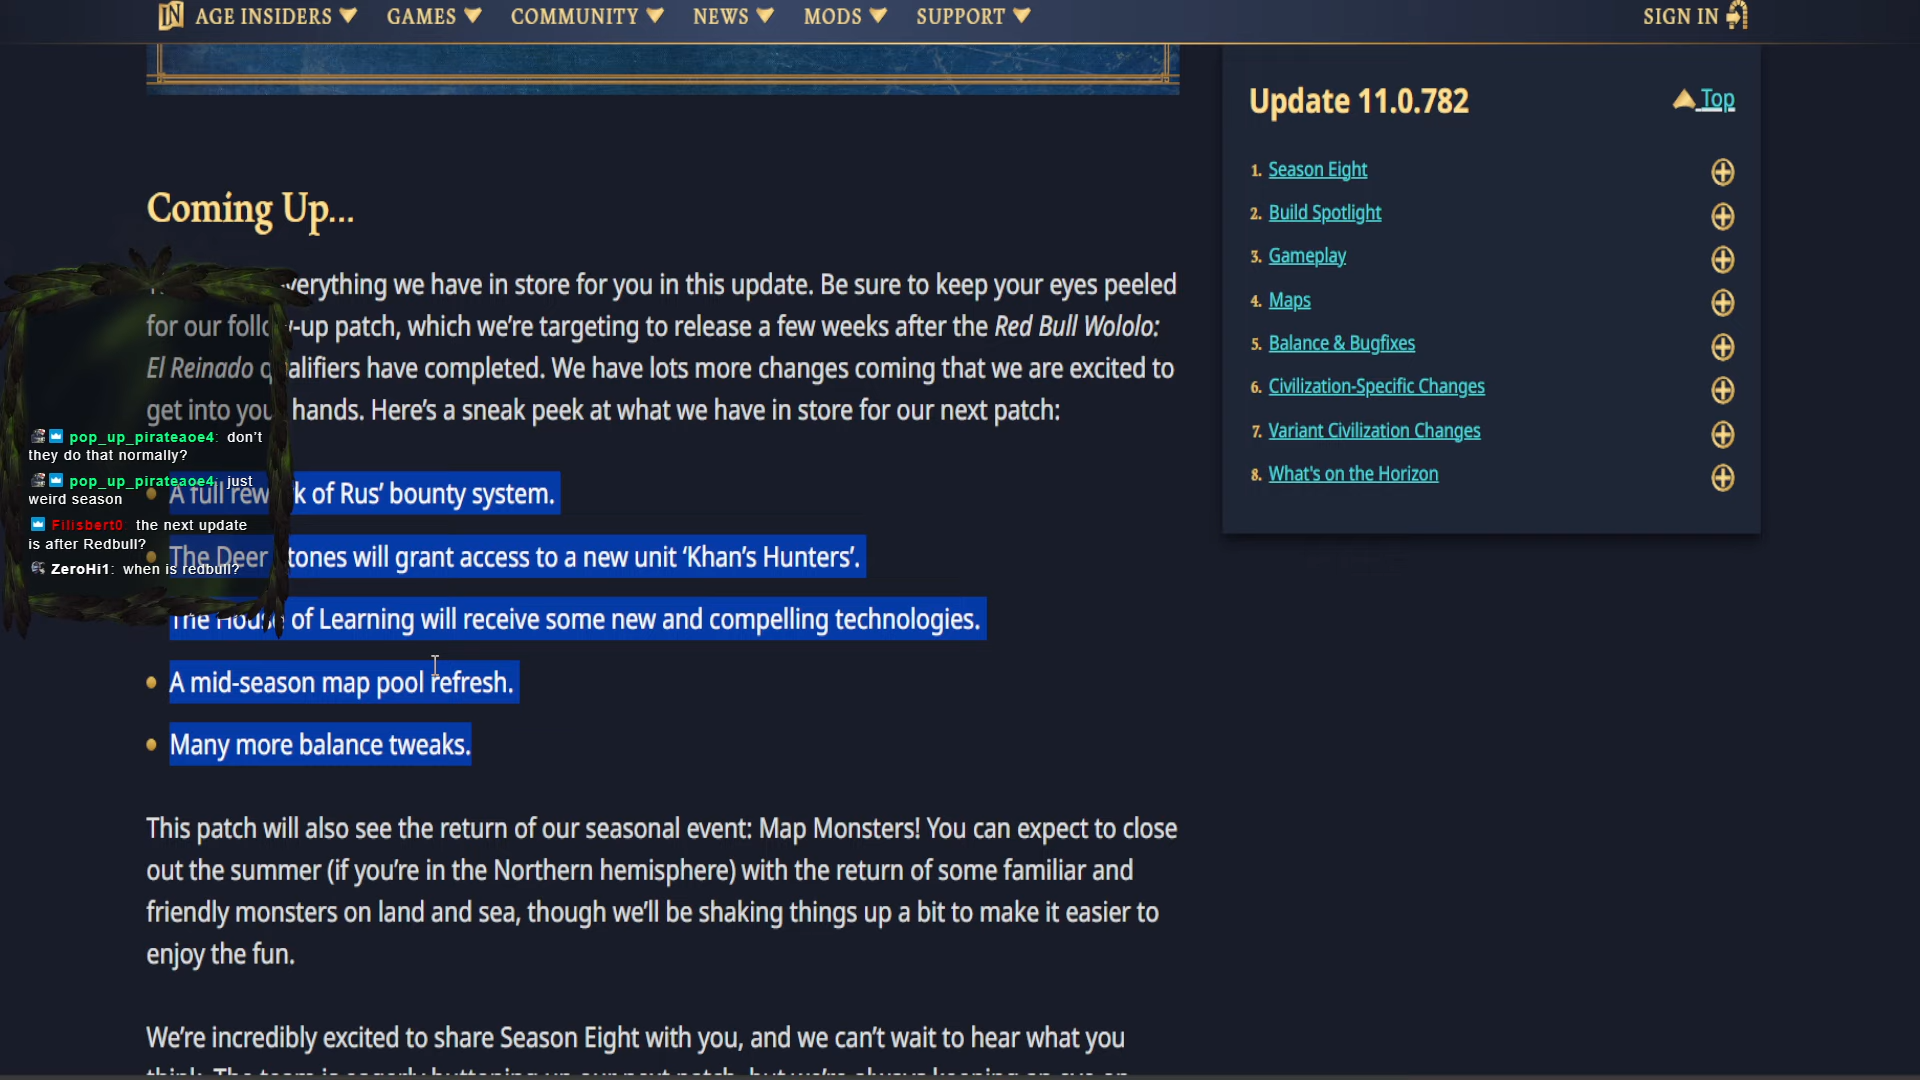 AGE INSIDERS GAMES COMMUNITY NEWS MODS SUPPORT SIGN IN
Update 11.0.782 Top
1. Season Eight
2. Build Spotlight
3. Gameplay
4. Maps
5. Balance & Bugfixes
6. Civilization-Specific Changes
7. Variant Civilization Changes
8. What's on the Horizon
Coming Up...
verything we have in store for you in this update. Be sure to keep your eyes peeled
for our follo -up patch, which we’re targeting to release a few weeks after the Red Bull Wololo:
El Reinado q alifiers have completed. We have lots more changes coming that we are excited to
get into you hands. Here’s a sneak peek at what we have in store for our next patch:
A full rew k of Rus’ bounty system.
The Deer tones will grant access to a new unit ‘Khan’s Hunters’.
The House of Learning will receive some new and compelling technologies.
A mid-season map pool refresh.
Many more balance tweaks.
This patch will also see the return of our seasonal event: Map Monsters! You can expect to close
out the summer (if you’re in the Northern hemisphere) with the return of some familiar and
friendly monsters on land and sea, though we’ll be shaking things up a bit to make it easier to
enjoy the fun.
We’re incredibly excited to share Season Eight with you, and we can’t wait to hear what you
pop_up_pirateaoe4: don't
they do that normally?
pop_up_pirateaoe4: just
weird season
Filisbert0 the next update
is after Redbull?
ZeroHi1: when is redbull?